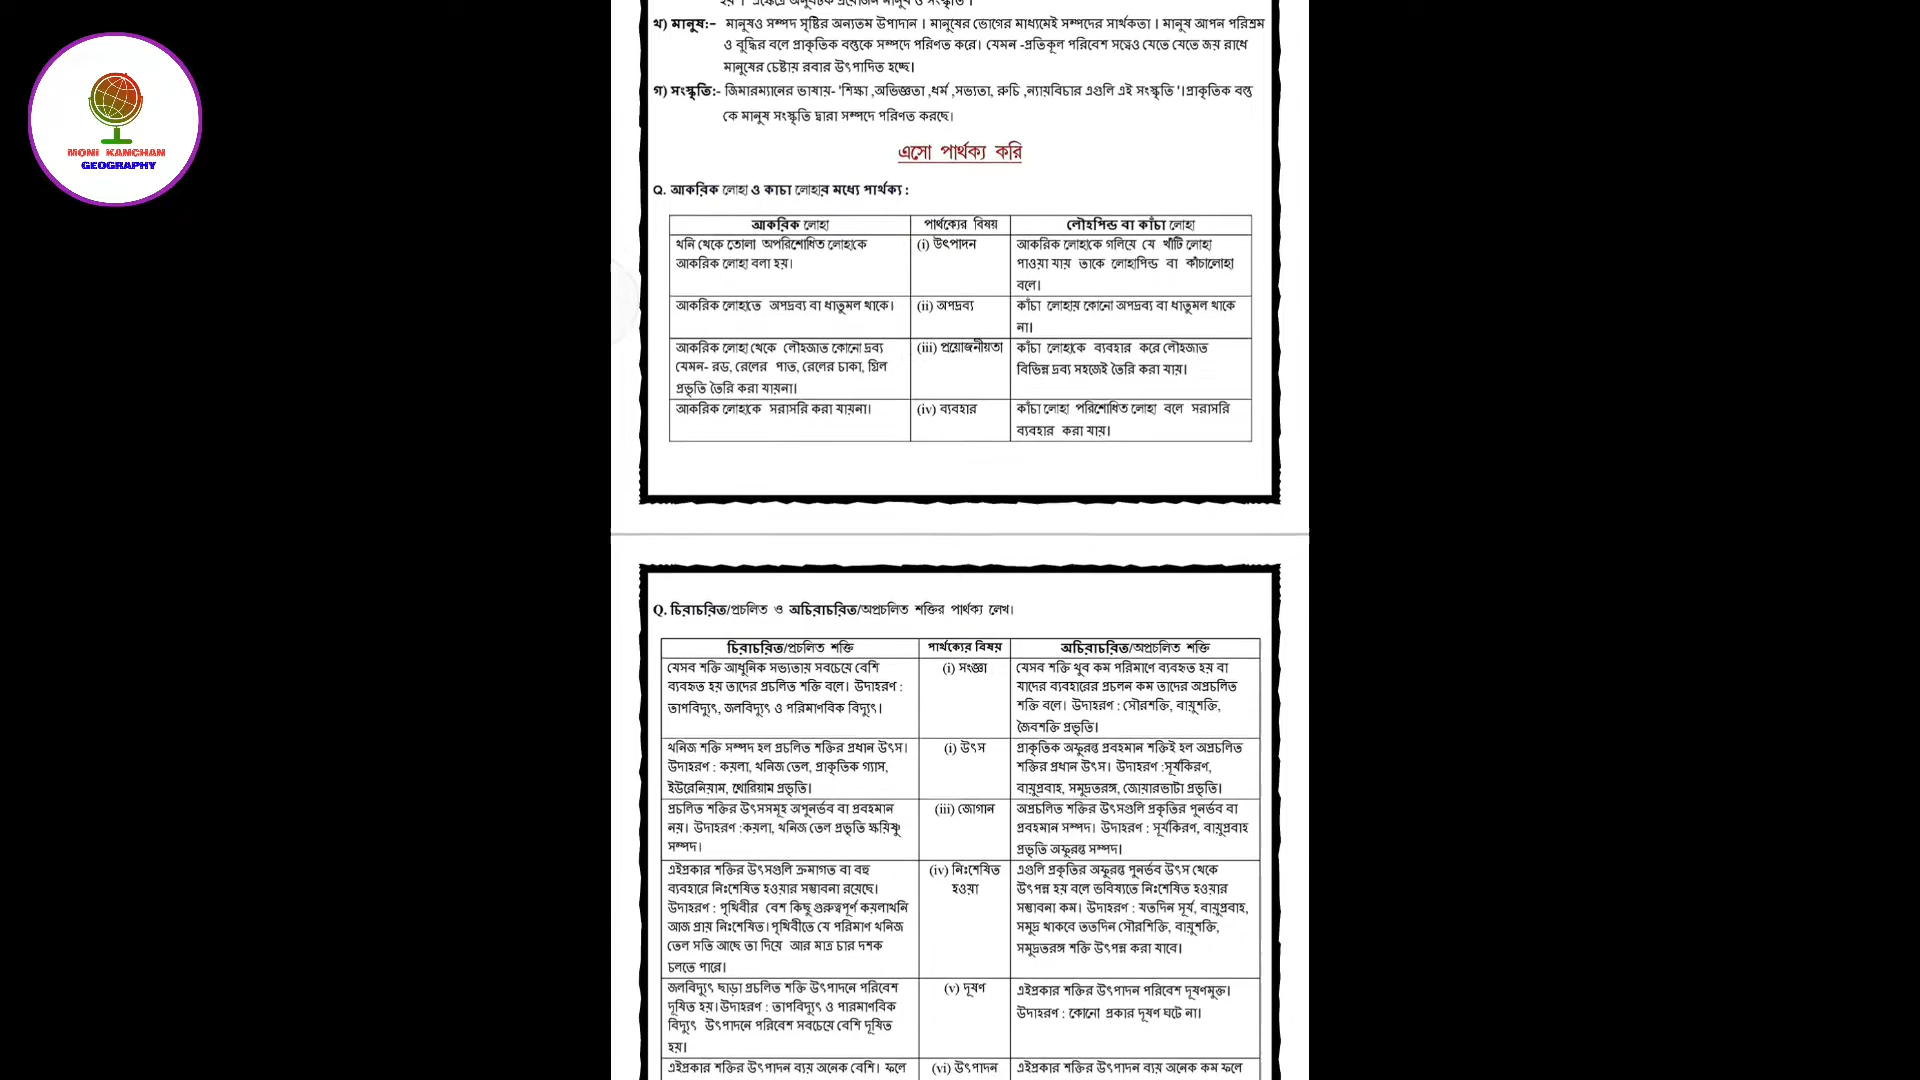 MONI KANCHAN
GEOGRAPHY
খ) মানুষ:- মানুষও সম্পদ সৃষ্টির অন্যতম উপাদান । মানুষের ভোগের মাধ্যমেই সম্পদের সার্থকতা । মানুষ আপন পরিশ্রম
ও বুদ্ধির বলে প্রাকৃতিক বস্তুকে সম্পদে পরিণত করে। যেমন -প্রতিকূল পরিবেশ সত্বেও যেতে যেতে জয় রাধে
মানুষের চেষ্টায় রবার উৎপাদিত হচ্ছে।
গ) সংস্কৃতি:- জিমারম্যানের ভাষায়- 'শিক্ষা ,অভিজ্ঞতা ,ধর্ম ,সভ্যতা, রুচি ,ন্যায়বিচার এগুলি এই সংস্কৃতি '।প্রাকৃতিক বস্তু
কে মানুষ সংস্কৃতি দ্বারা সম্পদে পরিণত করছে।
এসো পার্থক্য করি
Q. আকরিক লোহা ও কাচা লোহার মধ্যে পার্থক্য :
আকরিক লোহা পার্থক্যের বিষয় লৌহপিন্ড বা কাঁচা লোহা
খনি থেকে তোলা অপরিশোধিত লোহাকে
আকরিক লোহা বলা হয়।
(i) উৎপাদন
আকরিক লোহাকে গলিয়ে যে খাঁটি লোহা
পাওয়া যায় তাকে লোহাপিন্ড বা কাঁচালোহা
বলে।
আকরিক লোহাতে অপদ্রব্য বা ধাতুমল থাকে।
(ii) অপদ্রব্য
কাঁচা লোহায় কোনো অপদ্রব্য বা ধাতুমল থাকে
না।
আকরিক লোহা থেকে লৌহজাত কোনো দ্রব্য
যেমন- রড, রেলের পাত, রেলের চাকা, গ্রিল
প্রভৃতি তৈরি করা যায়না।
(iii) প্রয়োজনীয়তা
কাঁচা লোহাকে ব্যবহার করে লৌহজাত
বিভিন্ন দ্রব্য সহজেই তৈরি করা যায়।
আকরিক লোহাকে সরাসরি করা যায়না।
(iv) ব্যবহার
কাঁচা লোহা পরিশোধিত লোহা বলে সরাসরি
ব্যবহার করা যায়।
Q. চিরাচরিত/প্রচলিত ও অচিরাচরিত/অপ্রচলিত শক্তির পার্থক্য লেখ।
চিরাচরিত/প্রচলিত শক্তি পার্থক্যের বিষয় অচিরাচরিত/অপ্রচলিত শক্তি
যেসব শক্তি আধুনিক সভ্যতায় সবচেয়ে বেশি
ব্যবহৃত হয় তাদের প্রচলিত শক্তি বলে। উদাহরণ :
তাপবিদ্যুৎ, জলবিদ্যুৎ ও পরিমাণবিক বিদ্যুৎ।
(i) সংজ্ঞা
যেসব শক্তি খুব কম পরিমাণে ব্যবহৃত হয় বা
যাদের ব্যবহারের প্রচলন কম তাদের অপ্রচলিত
শক্তি বলে। উদাহরণ : সৌরশক্তি, বায়ুশক্তি,
জৈবশক্তি প্রভৃতি।
খনিজ শক্তি সম্পদ হল প্রচলিত শক্তির প্রধান উৎস।
উদাহরণ : কয়লা, খনিজ তেল, প্রাকৃতিক গ্যাস,
ইউরেনিয়াম, থোরিয়াম প্রভৃতি।
(i) উৎস
প্রাকৃতিক অফুরন্ত প্রবহমান শক্তিই হল অপ্রচলিত
শক্তির প্রধান উৎস। উদাহরণ :সূর্যকিরণ,
বায়ুপ্রবাহ, সমুদ্রতরঙ্গ, জোয়ারভাটা প্রভৃতি।
প্রচলিত শক্তির উৎসসমূহ অপুনর্ভব বা প্রবহমান
নয়। উদাহরণ :কয়লা, খনিজ তেল প্রভৃতি ক্ষয়িষ্ণু
সম্পদ।
(iii) জোগান
অপ্রচলিত শক্তির উৎসগুলি প্রকৃতির পুনর্ভব বা
প্রবহমান সম্পদ। উদাহরণ : সূর্যকিরণ, বায়ুপ্রবাহ
প্রভৃতি অফুরন্ত সম্পদ।
এইপ্রকার শক্তির উৎসগুলি ক্রমাগত বা বহু
ব্যবহারে নিঃশেষিত হওয়ার সম্ভাবনা রয়েছে।
উদাহরণ : পৃথিবীর বেশ কিছু গুরুত্বপূর্ণ কয়লাখনি
আজ প্রায় নিঃশেষিত। পৃথিবীতে যে পরিমাণ খনিজ
তেল সতি আছে তা দিয়ে আর মাত্র চার দশক
চলতে পারে।
(iv) নিঃশেষিত
হওয়া
এগুলি প্রকৃতির অফুরন্ত পুনর্ভব উৎস থেকে
উৎপন্ন হয় বলে ভবিষ্যতে নিঃশেষিত হওয়ার
সম্ভাবনা কম। উদাহরণ : যতদিন সূর্য, বায়ুপ্রবাহ,
সমুদ্র থাকবে ততদিন সৌরশিক্তি, বায়ুশক্তি,
সমুদ্রতরঙ্গ শক্তি উৎপন্ন করা যাবে।
জলবিদ্যুৎ ছাড়া প্রচলিত শক্তি উৎপাদনে পরিবেশ
দূষিত হয়।উদাহরণ : তাপবিদ্যুৎ ও পারমাণবিক
বিদ্যুৎ উৎপাদনে পরিবেশ সবচেয়ে বেশি দূষিত
হয়।
(v) দূষণ
এইপ্রকার শক্তির উৎপাদন পরিবেশ দূষণমুক্ত।
উদাহরণ : কোনো প্রকার দূষণ ঘটে না।
এইপ্রকার শক্তির উৎপাদন ব্যয় অনেক বেশি। ফলে
(vi) উৎপাদন
এইপ্রকার শক্তির উৎপাদন ব্যয় অনেক কম ফলে